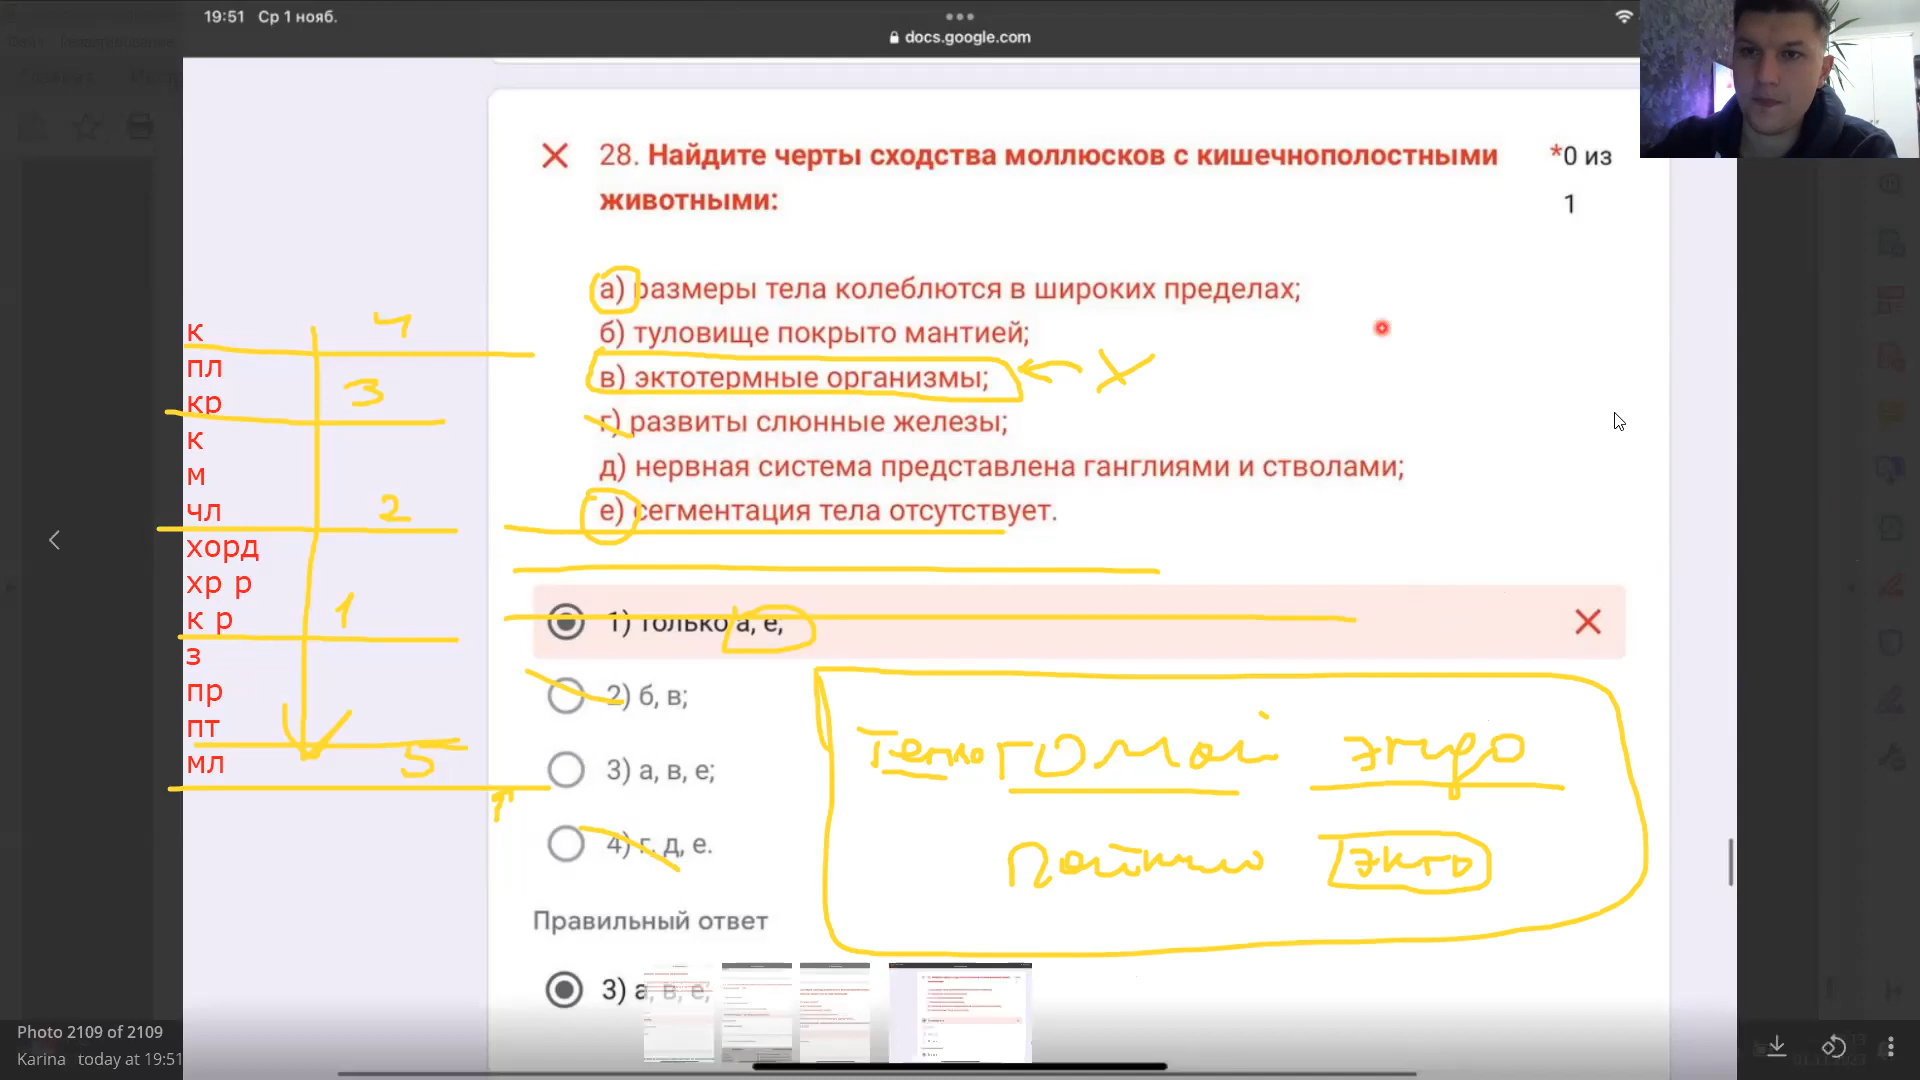 19:51 Ср 1 нояб.
docs.google.com
28. Найдите черты сходства моллюсков с кишечнополостными
животными:
*0 из
1
а) размеры тела колеблются в широких пределах;
б) туловище покрыто мантией;
в) эктотермные организмы;
г) развиты слюнные железы;
д) нервная система представлена ганглиями и стволами;
е) сегментация тела отсутствует.
к
пл
кр
к
м
чл
хорд
хр р
к р
з
пр
пт
мл
4
3
2
1
5
1) только а, е;
2) б, в;
3) а, в, е;
4) г, д, е.
Правильный ответ
3) а, в, е;
экто
Photo 2109 of 2109
Karina today at 19:51